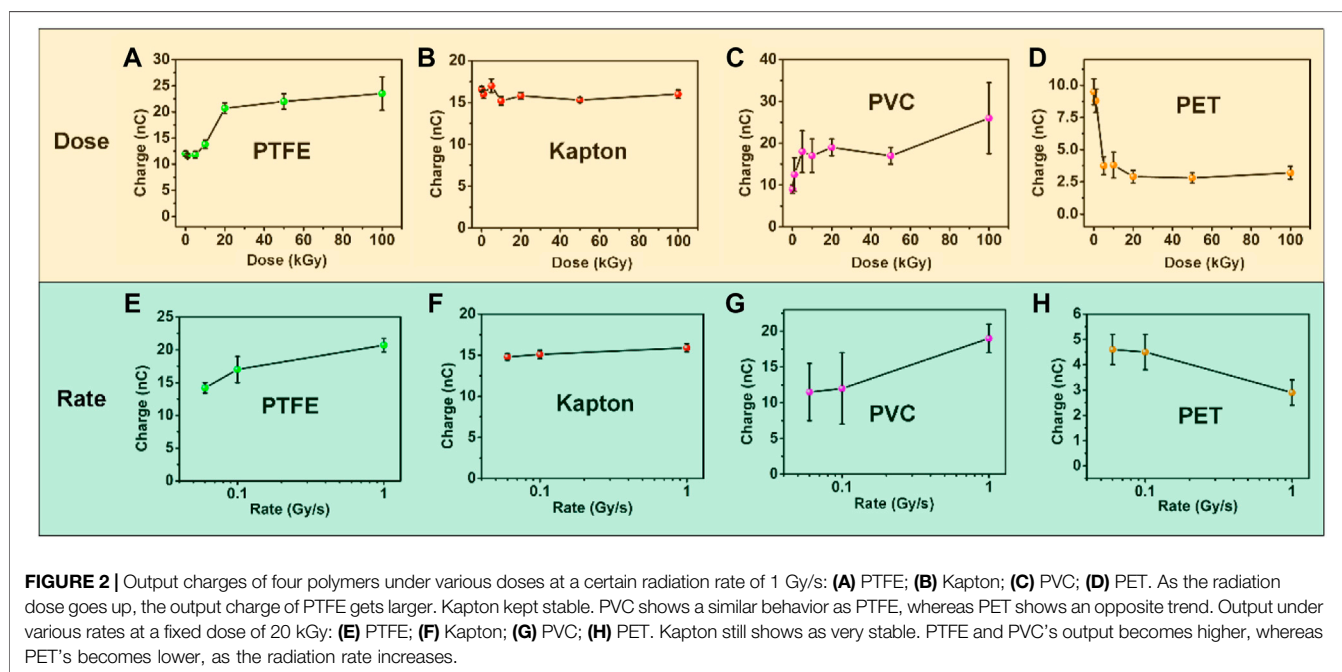 Dose
A
Charge (nC)
30
25
20
15
10
5
0
PTFE
0 20 40 60 80 100
Dose (kGy)
B
Charge (nC)
20
15
10
5
0
Kapton
0 20 40 60 80 100
Dose (kGy)
C
Charge (nC)
40
30
20
10
0
PVC
0 20 40 60 80 100
Dose (kGy)
D
Charge (nC)
10.0
7.5
5.0
2.5
0.0
PET
0 20 40 60 80 100
Dose (kGy)
Rate
E
Charge (nC)
25
20
15
10
5
0
PTFE
0.1 1
Rate (Gy/s)
F
Charge (nC)
20
15
10
5
0
Kapton
0.1 1
Rate (Gy/s)
G
Charge (nC)
20
15
10
5
0
PVC
0.1 1
Rate (Gy/s)
H
Charge (nC)
6
5
4
3
2
1
0
PET
0.1 1
Rate (Gy/s)
FIGURE 2 | Output charges of four polymers under various doses at a certain radiation rate of 1 Gy/s: (A) PTFE; (B) Kapton; (C) PVC; (D) PET. As the radiation
dose goes up, the output charge of PTFE gets larger. Kapton kept stable. PVC shows a similar behavior as PTFE, whereas PET shows an opposite trend. Output under
various rates at a fixed dose of 20 kGy: (E) PTFE; (F) Kapton; (G) PVC; (H) PET. Kapton still shows as very stable. PTFE and PVC's output becomes higher, whereas
PET's becomes lower, as the radiation rate increases.